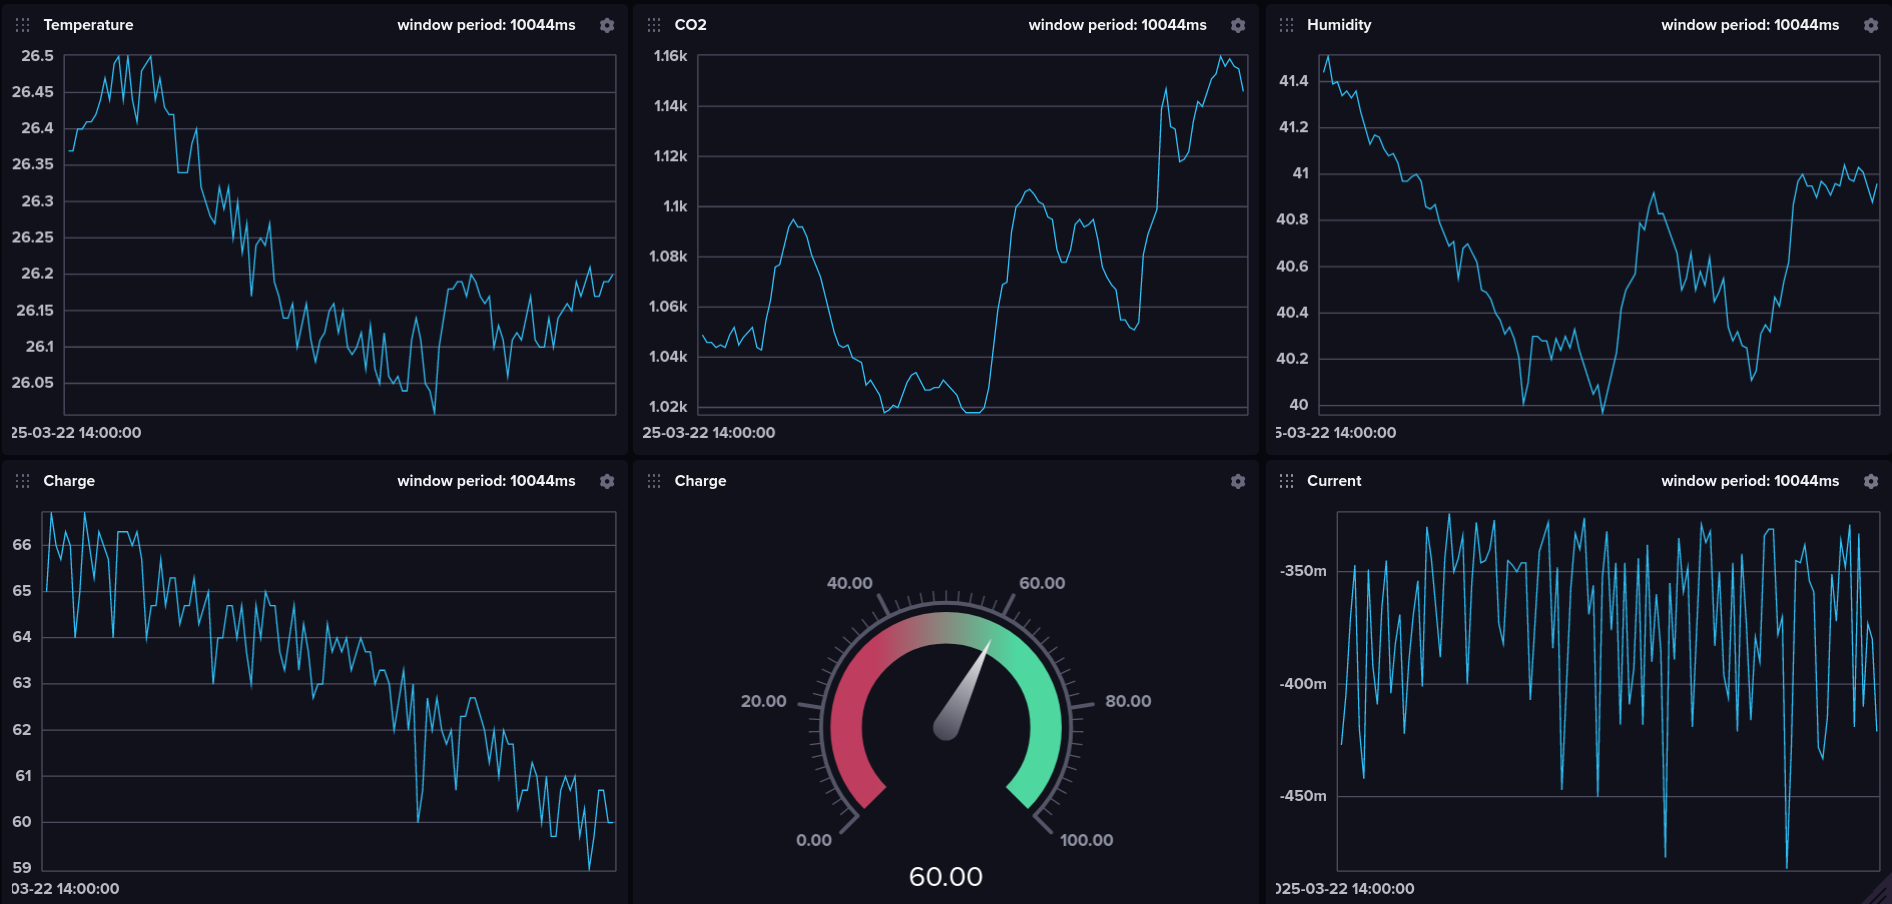 Temperature window period: 10044ms
26.5
26.45
26.4
26.35
26.3
26.25
26.2
26.15
26.1
26.05
25-03-22 14:00:00
CO2 window period: 10044ms
1.16k
1.14k
1.12k
1.1k
1.08k
1.06k
1.04k
1.02k
25-03-22 14:00:00
Humidity window period: 10044ms
41.4
41.2
41
40.8
40.6
40.4
40.2
40
5-03-22 14:00:00
Charge window period: 10044ms
66
65
64
63
62
61
60
59
03-22 14:00:00
Charge
40.00 60.00
20.00 80.00
0.00 100.00
60.00
Current window period: 10044ms
-350m
-400m
-450m
025-03-22 14:00:00